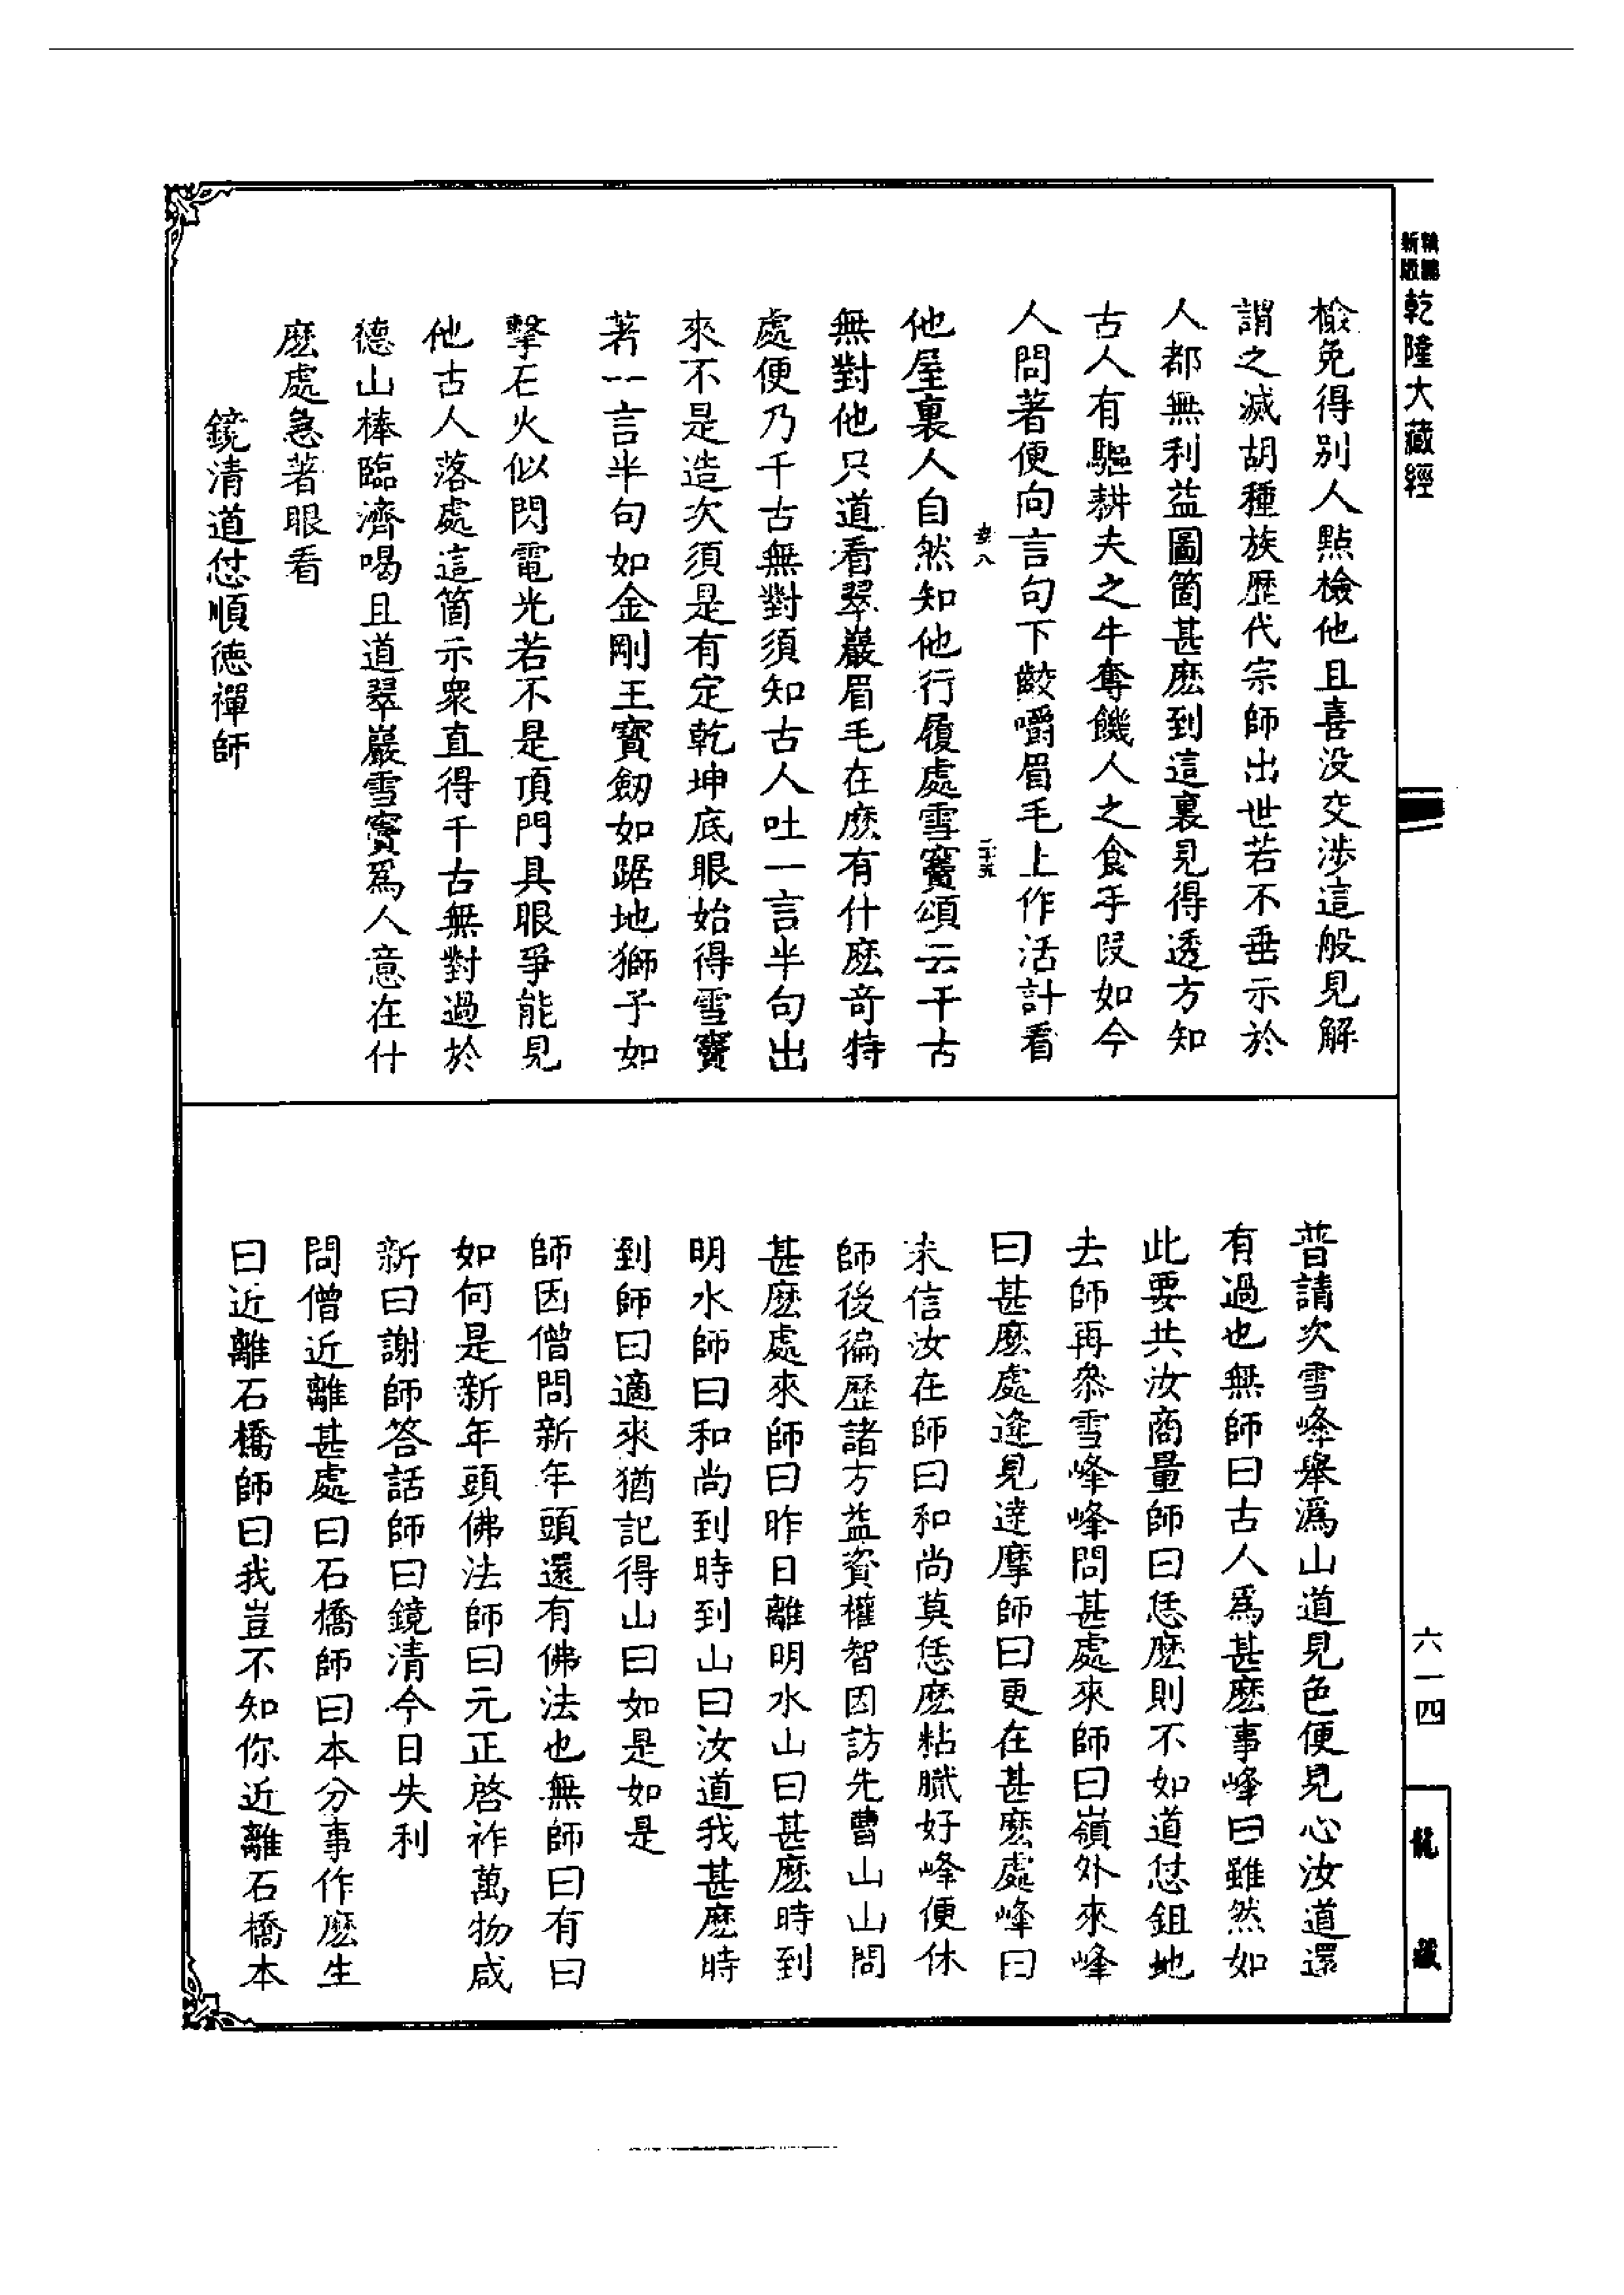 新版
精編
乾隆大藏經
檢免得別人點檢他且喜没交涉這般見解
謂之滅胡種族歴代宗師出世若不垂示於
人都無利益圖箇甚麽到這裏見得透方知
古人有驅耕夫之牛奪饑人之食手段如今
人問著便向言句下齩嚼眉毛上作活計看
二十九
他屋裏人自然知他行履處雪竇頌云千古
無對他只道看翠巖眉毛在麽有什麽奇特
處便乃千古無對須知古人吐一言半句出
來不是造次須是有定乾坤底眼始得雪竇
著一言半句如金剛王寶劒如踞地獅子如
擊石火似閃電光若不是頂門具眼爭能見
他古人落處這箇示衆直得千古無對過於
德山棒臨濟喝且道翠巖雪竇爲人意在什
麽處急著眼看
鏡清道怤順德禪師
普請次雪峰舉潙山道見色便見心汝道還
有過也無師曰古人爲甚麽事峰曰雖然如
此要共汝商量師曰恁麽則不如道怤鉏地
去師再叅雪峰峰問甚處來師曰嶺外來峰
曰甚麽處逢見達摩師曰更在甚麽處峰曰
未信汝在師曰和尚莫恁麽粘膩好峰便休
師後徧歴諸方益資權智因訪先曹山山問
甚麽處來師曰昨日離明水山曰甚麽時到
明水師曰和尚到時到山曰汝道我甚麽時
到師曰適來猶記得山曰如是如是
師因僧問新年頭還有佛法也無師曰有曰
如何是新年頭佛法師曰元正啓祚萬物咸
新曰謝師答話師曰鏡清今日失利
問僧近離甚處曰石橋師曰本分事作麽生
曰近離石橋師曰我豈不知你近離石橋本
六一四
龍藏